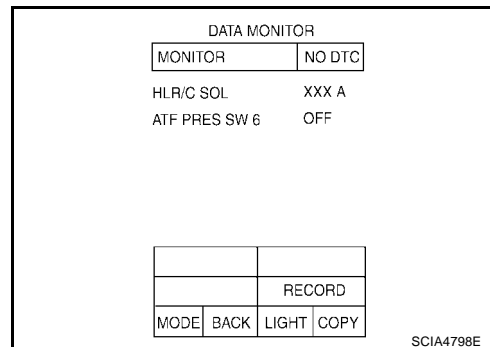 DATA MONITOR
MONITOR NO DTC
HLR/C SOL XXX A
ATF PRES SW 6 OFF
RECORD
MODE BACK LIGHT COPY
SCIA4798E